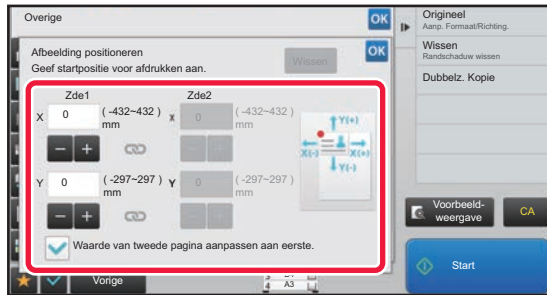 Overige
OK
Afbeelding positioneren
Geef startpositie voor afdrukken aan.
Wissen
OK
Zde1
Zde2
X 0 (-432~432) mm
x 0 (-432~432) mm
Y 0 (-297~297) mm
Y 0 (-297~297) mm
Y(+)
X(-) X(+)
Y(-)
Waarde van tweede pagina aanpassen aan eerste.
Vorige
4 A3
Origineel
Aanp. Formaat/Richting.
Wissen
Randschaduw wissen
Dubbelz. Kopie
Voorbeeld-
weergave
CA
Start